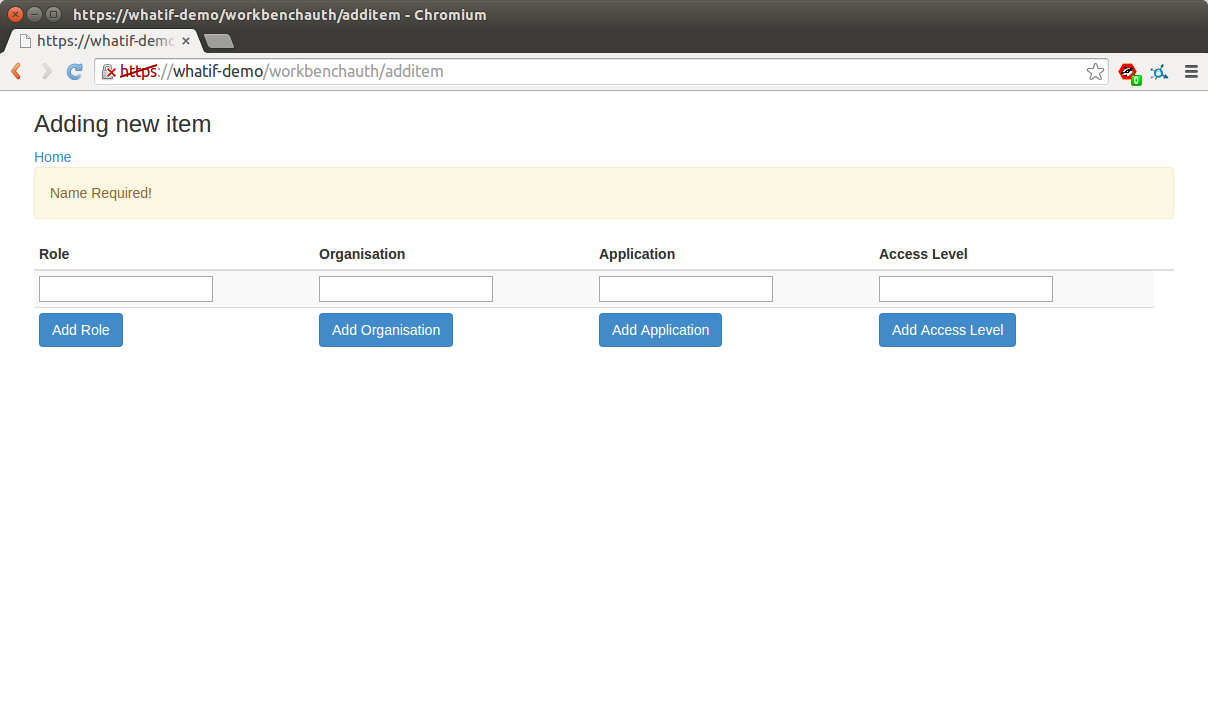 https://whatif-demo/workbenchauth/additem - Chromium
https://whatif-demo
https://whatif-demo/workbenchauth/additem
0
Adding new item
Home
Name Required!
Role Organisation Application Access Level
Add Role Add Organisation Add Application Add Access Level